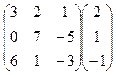 (3 2 1) (2)
(0 7 -5) (1)
(6 1 -3) (-1)